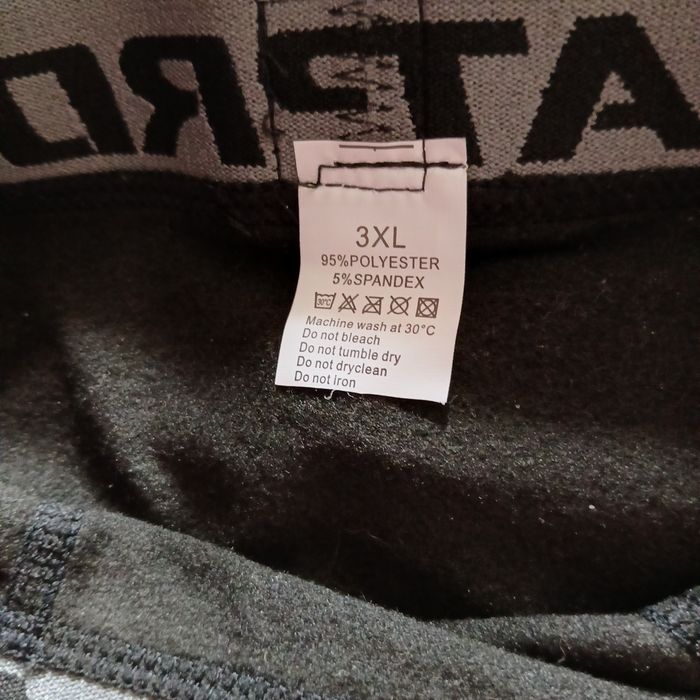 3XL
95%POLYESTER
5%SPANDEX
30°C
Machine wash at 30°C
Do not bleach
Do not tumble dry
Do not dryclean
Do not iron